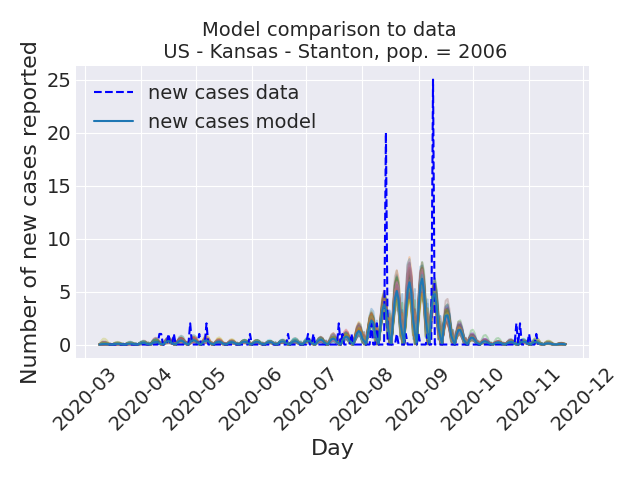 Model comparison to data
US - Kansas - Stanton, pop. = 2006
Number of new cases reported
25
20
15
10
5
0
new cases data
new cases model
2020-03
2020-04
2020-05
2020-06
2020-07
2020-08
2020-09
2020-10
2020-11
2020-12
Day